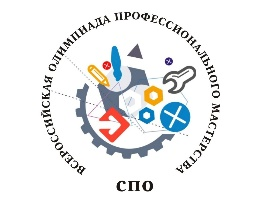 ВСЕРОССИЙСКАЯ ОЛИМПИАДА ПРОФЕССИОНАЛЬНОГО МАСТЕРСТВА
СПО